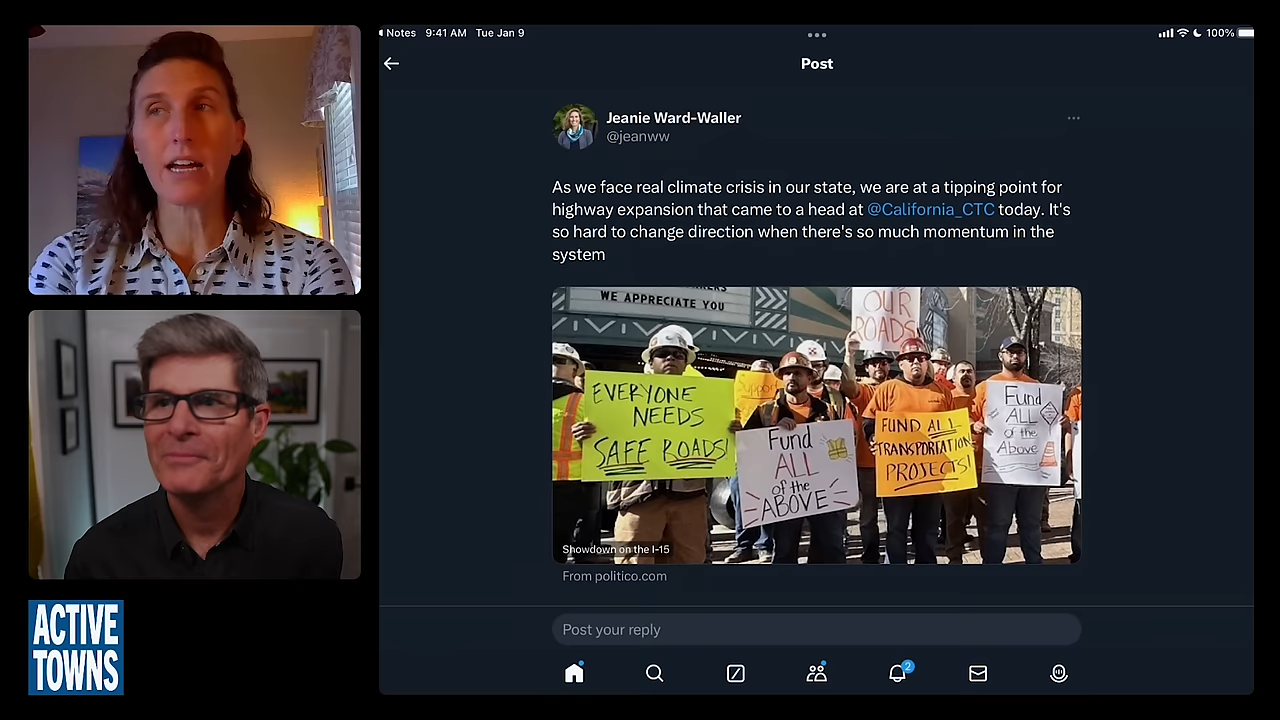 Notes 9:41 AM Tue Jan 9
100%
Post
Jeanie Ward-Waller
@jeanww
As we face real climate crisis in our state, we are at a tipping point for
highway expansion that came to a head at @California_CTC today. It's
so hard to change direction when there's so much momentum in the
system
WE APPRECIATE YOU
OUR
ROADS
EVERYONE
NEEDS
SAFE ROADS!
Support
Fund
ALL
of the
ABOVE
FUND ALL
TRANSPORTATION
PROJECTS!
Fund
ALL
of the
Above
Showdown on the I-15
From politico.com
Post your reply
2
ACTIVE
TOWNS